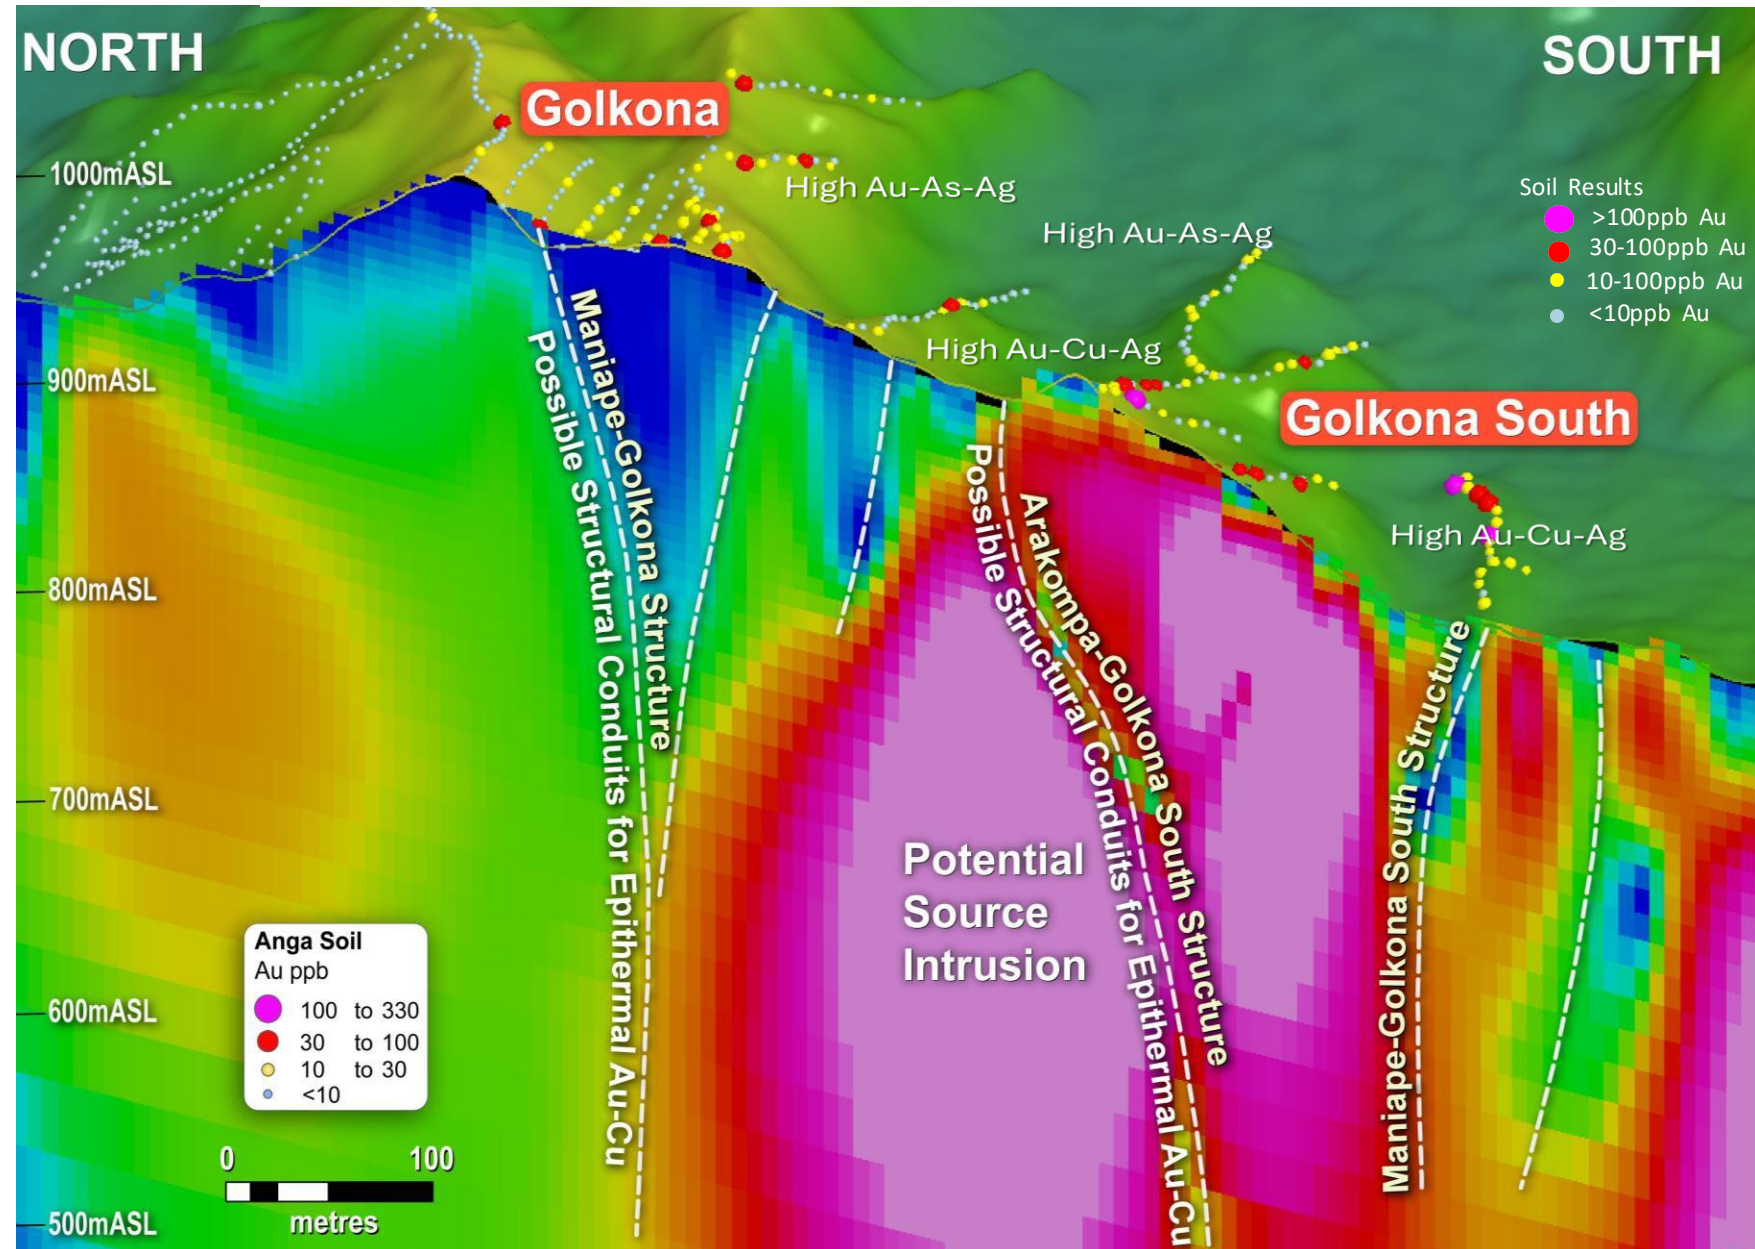 NORTH
SOUTH
Golkona
1000mASL
High Au-As-Ag
Soil Results
>100ppb Au
30-100ppb Au
10-100ppb Au
<10ppb Au
High Au-As-Ag
High Au-Cu-Ag
900mASL
Golkona South
High Au-Cu-Ag
Maniape-Golkona Structure
Possible Structural Conduits for Epithermal Au-Cu
Arakompa-Golkona South Structure
Possible Structural Conduits for Epithermal Au-Cu
Maniape-Golkona South Structure
800mASL
700mASL
Potential
Source
Intrusion
Anga Soil
Au ppb
100 to 330
30 to 100
10 to 30
<10
600mASL
0 100
metres
500mASL